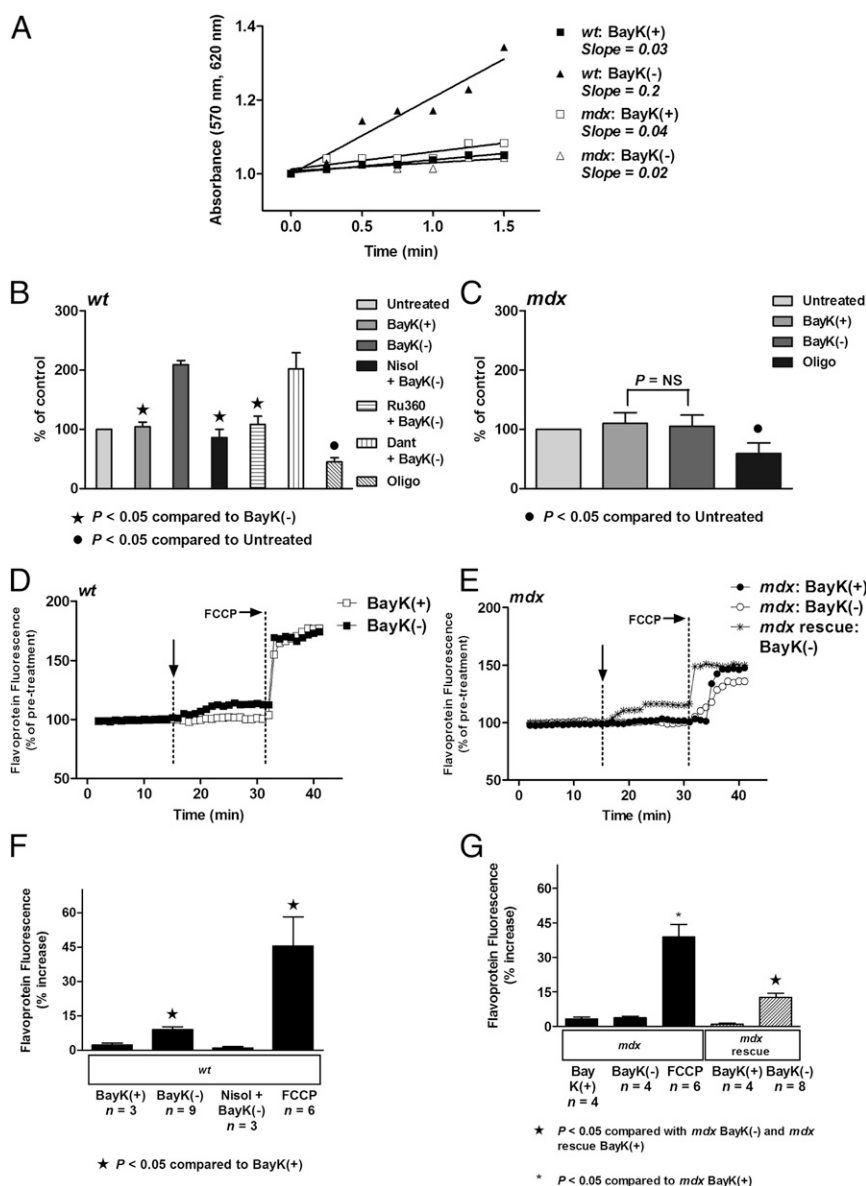 A
Absorbance (570 nm, 620 nm)
1.4
1.2
1.0
0.0 0.5 1.0 1.5
Time (min)
■ wt: BayK(+)
Slope = 0.03
▲ wt: BayK(-)
Slope = 0.2
□ mdx: BayK(+)
Slope = 0.04
△ mdx: BayK(-)
Slope = 0.02
B
wt
% of control
300
200
100
0
★ ★ ★ ●
Untreated
BayK(+)
BayK(-)
Nisol
+ BayK(-)
Ru360
+ BayK(-)
Dant
+ BayK(-)
Oligo
★ P < 0.05 compared to BayK(-)
● P < 0.05 compared to Untreated
C
mdx
% of control
300
200
100
0
P = NS
●
Untreated
BayK(+)
BayK(-)
Oligo
● P < 0.05 compared to Untreated
D
wt
Flavoprotein Fluorescence
(% of pre-treatment)
200
150
100
50
0 10 20 30 40
Time (min)
FCCP
BayK(+)
BayK(-)
E
mdx
Flavoprotein Fluorescence
(% of pre-treatment)
200
150
100
50
0 10 20 30 40
Time (min)
FCCP
mdx: BayK(+)
mdx: BayK(-)
mdx rescue:
BayK(-)
F
Flavoprotein Fluorescence
(% increase)
60
45
30
15
0
★ ★
wt
BayK(+) BayK(-) Nisol + FCCP
n = 3 n = 9 BayK(-) n = 6
n = 3
★ P < 0.05 compared to BayK(+)
G
Flavoprotein Fluorescence
(% increase)
60
45
30
15
0
* ★
mdx
mdx
rescue
Bay BayK(-) FCCP BayK(+) BayK(-)
K(+) n = 4 n = 6 n = 4 n = 8
n = 4
★ P < 0.05 compared with mdx BayK(-) and mdx
rescue BayK(+)
* P < 0.05 compared to mdx BayK(+)